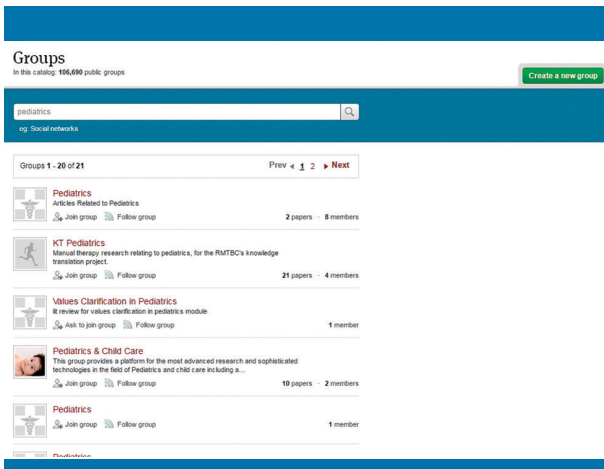 Groups
In this catalog: 106,690 public groups
Create a new group
pediatrics
eg: Social networks
Groups 1 - 20 of 21
Prev 1 2 Next
Pediatrics
Articles Related to Pediatrics
Join group Follow group 2 papers · 8 members
KT Pediatrics
Manual therapy research relating to pediatrics, for the RMTBC's knowledge
translation project.
Join group Follow group 21 papers · 4 members
Values Clarification in Pediatrics
lit review for values clarification in pediatrics module
Ask to join group Follow group 1 member
Pediatrics & Child Care
This group provides a platform for the most advanced research and sophisticated
technologies in the field of Pediatrics and child care including a...
Join group Follow group 10 papers · 2 members
Pediatrics
Join group Follow group 1 member
Pediatrics